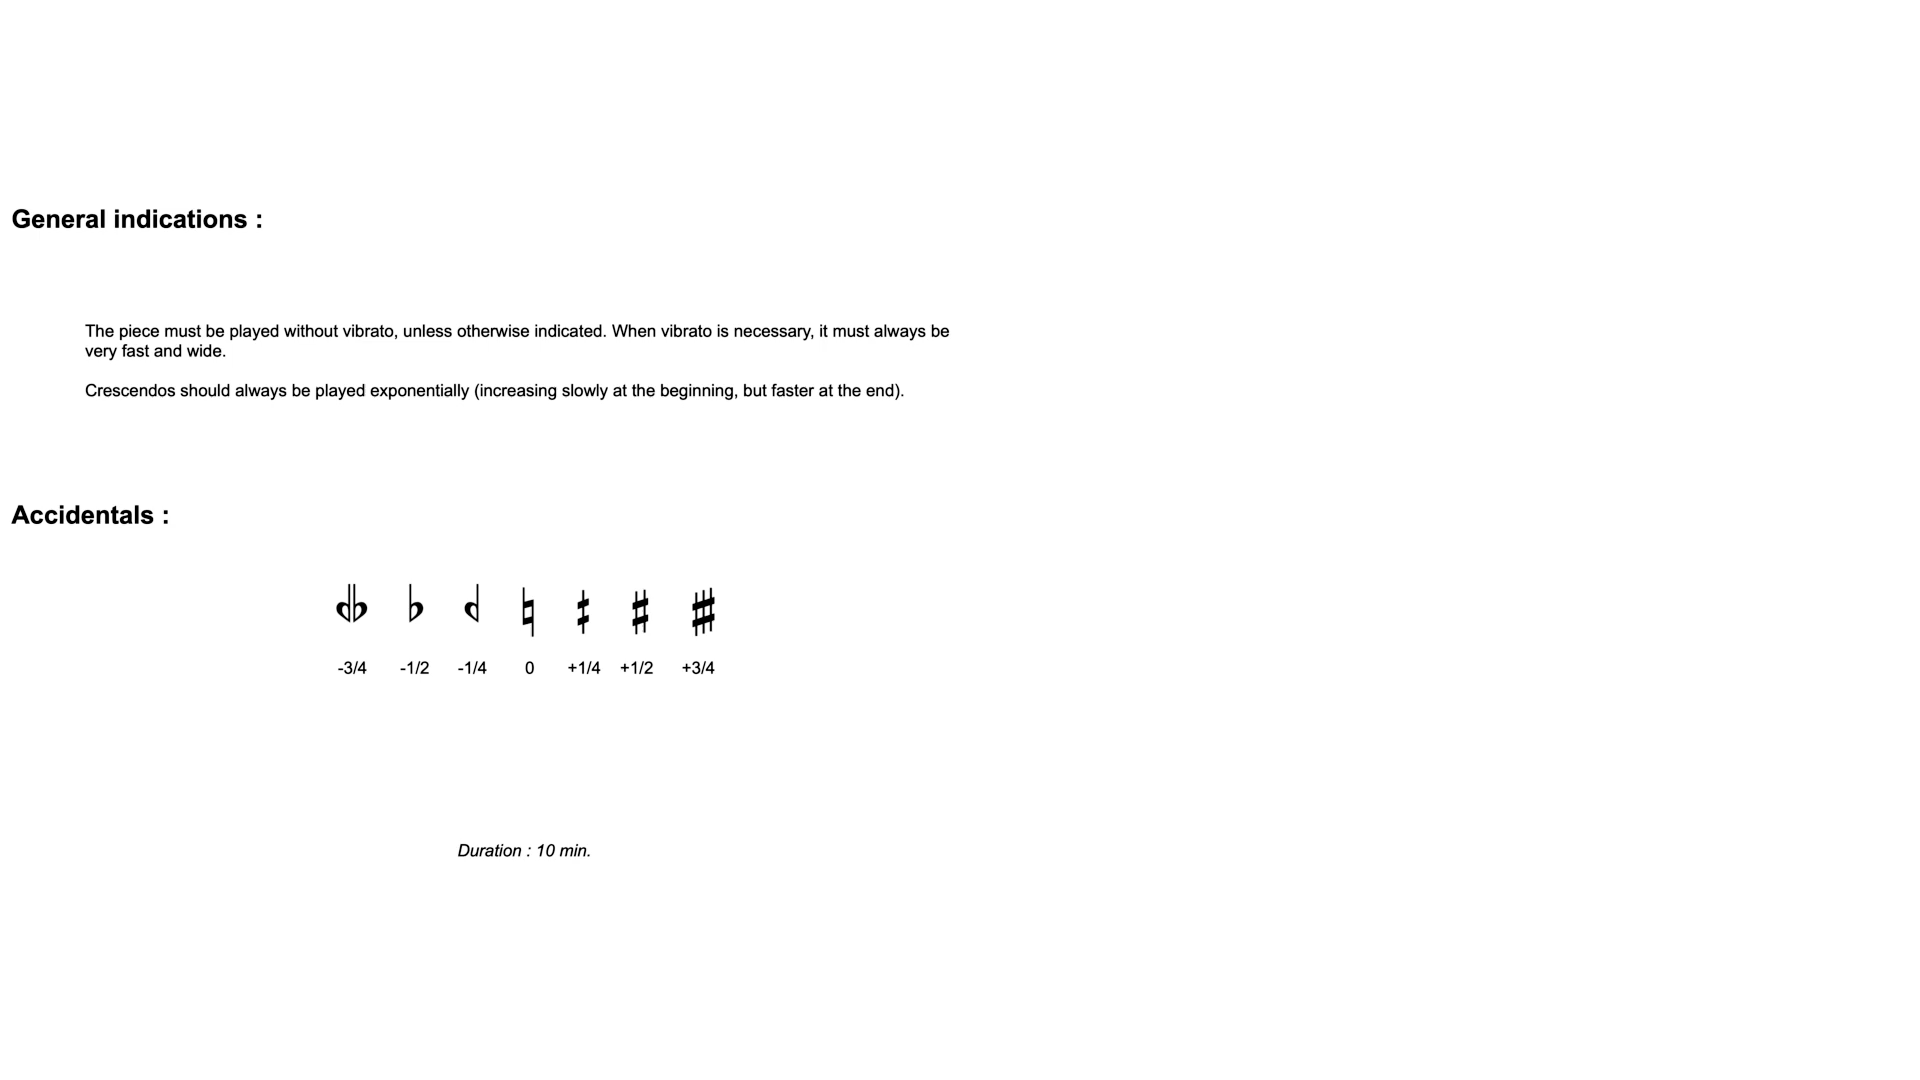 General indications :
The piece must be played without vibrato, unless otherwise indicated. When vibrato is necessary, it must always be
very fast and wide.
Crescendos should always be played exponentially (increasing slowly at the beginning, but faster at the end).
Accidentals :
-3/4 -1/2 -1/4 0 +1/4 +1/2 +3/4
Duration : 10 min.